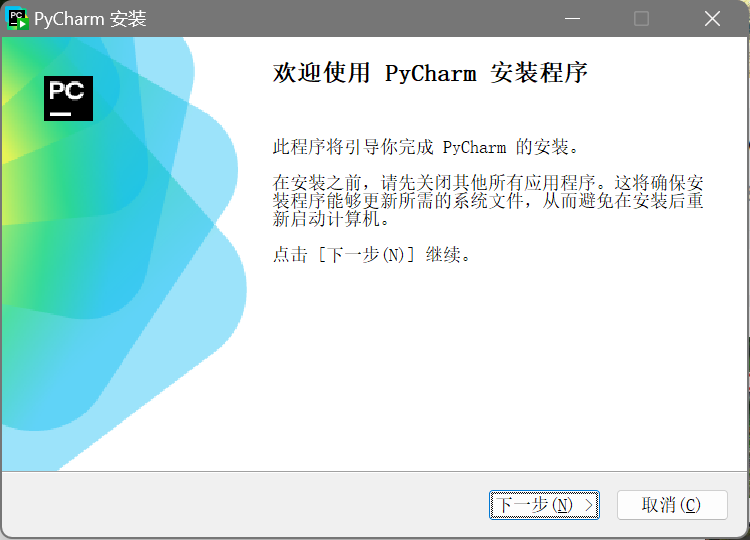 PyCharm 安装
PC
欢迎使用 PyCharm 安装程序
此程序将引导你完成 PyCharm 的安装。
在安装之前，请先关闭其他所有应用程序。这将确保安
装程序能够更新所需的系统文件，从而避免在安装后重
新启动计算机。
点击 [下一步(N)] 继续。
下一步(N) >
取消(C)